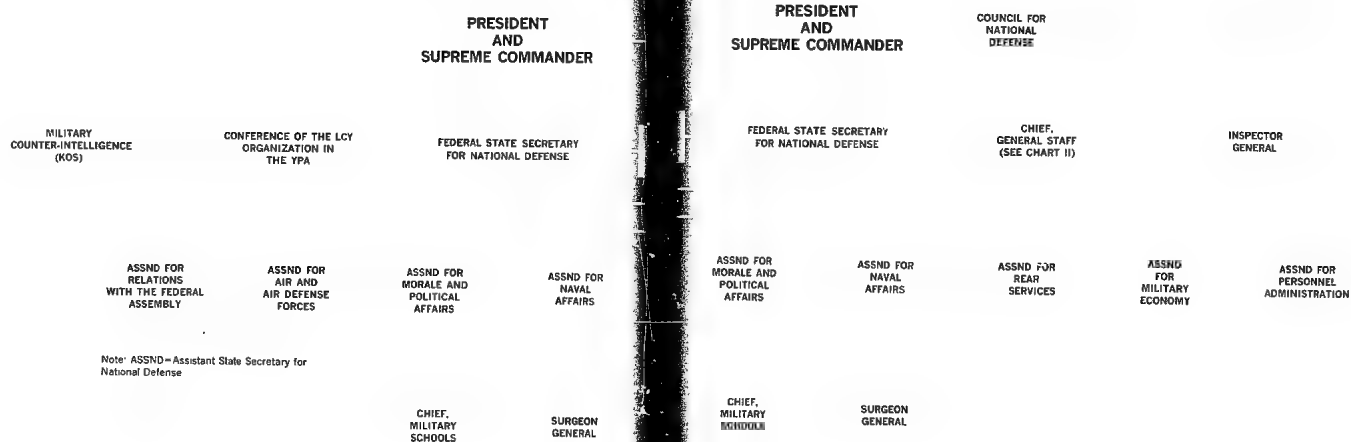 PRESIDENT
AND
SUPREME COMMANDER
MILITARY
COUNTER-INTELLIGENCE
(KOS)
CONFERENCE OF THE LCY
ORGANIZATION IN
THE YPA
FEDERAL STATE SECRETARY
FOR NATIONAL DEFENSE
ASSND FOR
RELATIONS
WITH THE FEDERAL
ASSEMBLY
ASSND FOR
AIR AND
AIR DEFENSE
FORCES
ASSND FOR
MORALE AND
POLITICAL
AFFAIRS
ASSND FOR
NAVAL
AFFAIRS
Note: ASSND=Assistant State Secretary for
National Defense
CHIEF,
MILITARY
SCHOOLS
SURGEON
GENERAL
PRESIDENT
AND
SUPREME COMMANDER
COUNCIL FOR
NATIONAL
DEFENSE
FEDERAL STATE SECRETARY
FOR NATIONAL DEFENSE
CHIEF,
GENERAL STAFF
(SEE CHART II)
INSPECTOR
GENERAL
ASSND FOR
MORALE AND
POLITICAL
AFFAIRS
ASSND FOR
NAVAL
AFFAIRS
ASSND FOR
REAR
SERVICES
ASSND
FOR
MILITARY
ECONOMY
ASSND FOR
PERSONNEL
ADMINISTRATION
CHIEF,
MILITARY
SCHOOLS
SURGEON
GENERAL